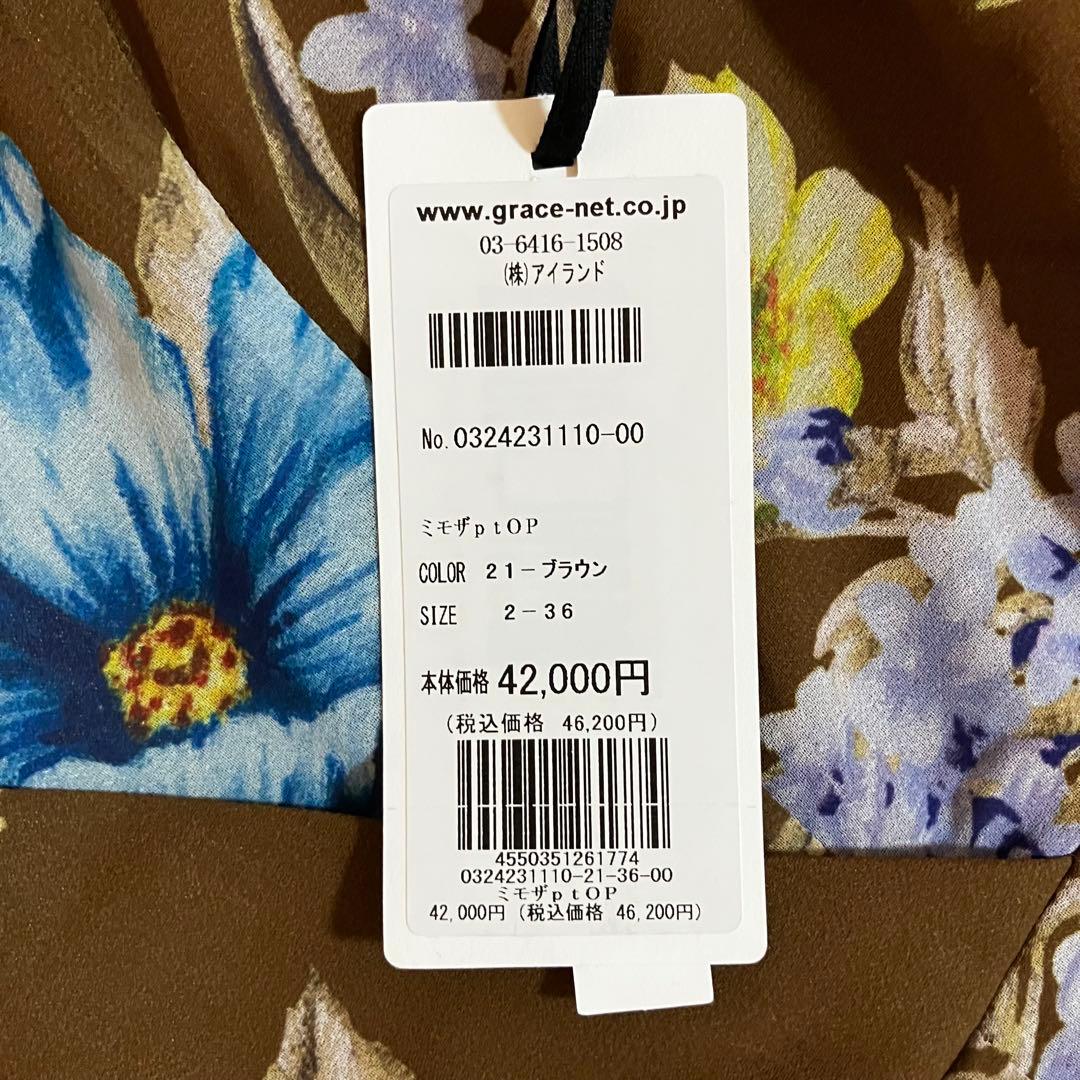 www.grace-net.co.jp
03-6416-1508
(株)アイランド
No.0324231110-00
ミモザptOP
COLOR 21-ブラウン
SIZE 2-36
本体価格 42,000円
(税込価格 46,200円)
4550351261774
0324231110-21-36-00
ミモザptOP
42,000円 (税込価格 46,200円)